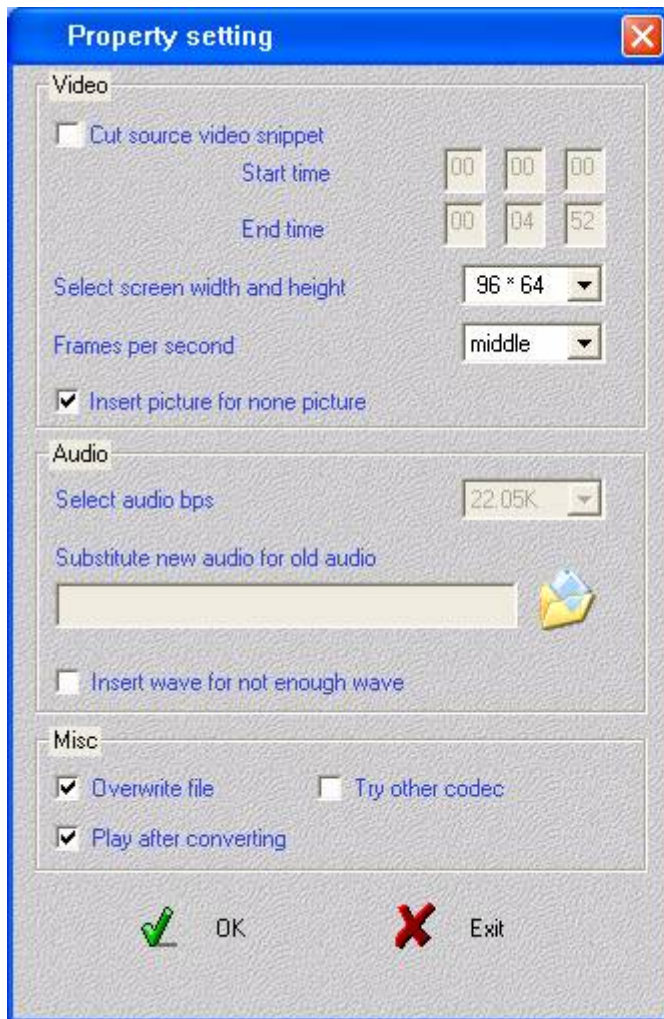 Property setting
Video
Cut source video snippet
Start time 00 00 00
End time 00 04 52
Select screen width and height 96 * 64
Frames per second middle
Insert picture for none picture
Audio
Select audio bps 22.05K
Substitute new audio for old audio
Insert wave for not enough wave
Misc
Overwrite file Try other codec
Play after converting
OK Exit